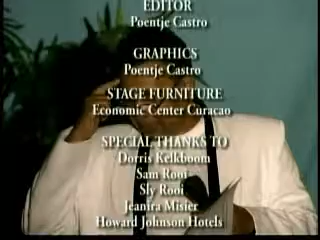 EDITOR
Poentje Castro
GRAPHICS
Poentje Castro
STAGE FURNITURE
Economic Center Curacao
SPECIAL THANKS TO
Dorris Kelkboom
Sam Rooi
Sly Rooi
Jeanira Misier
Howard Johnson Hotels